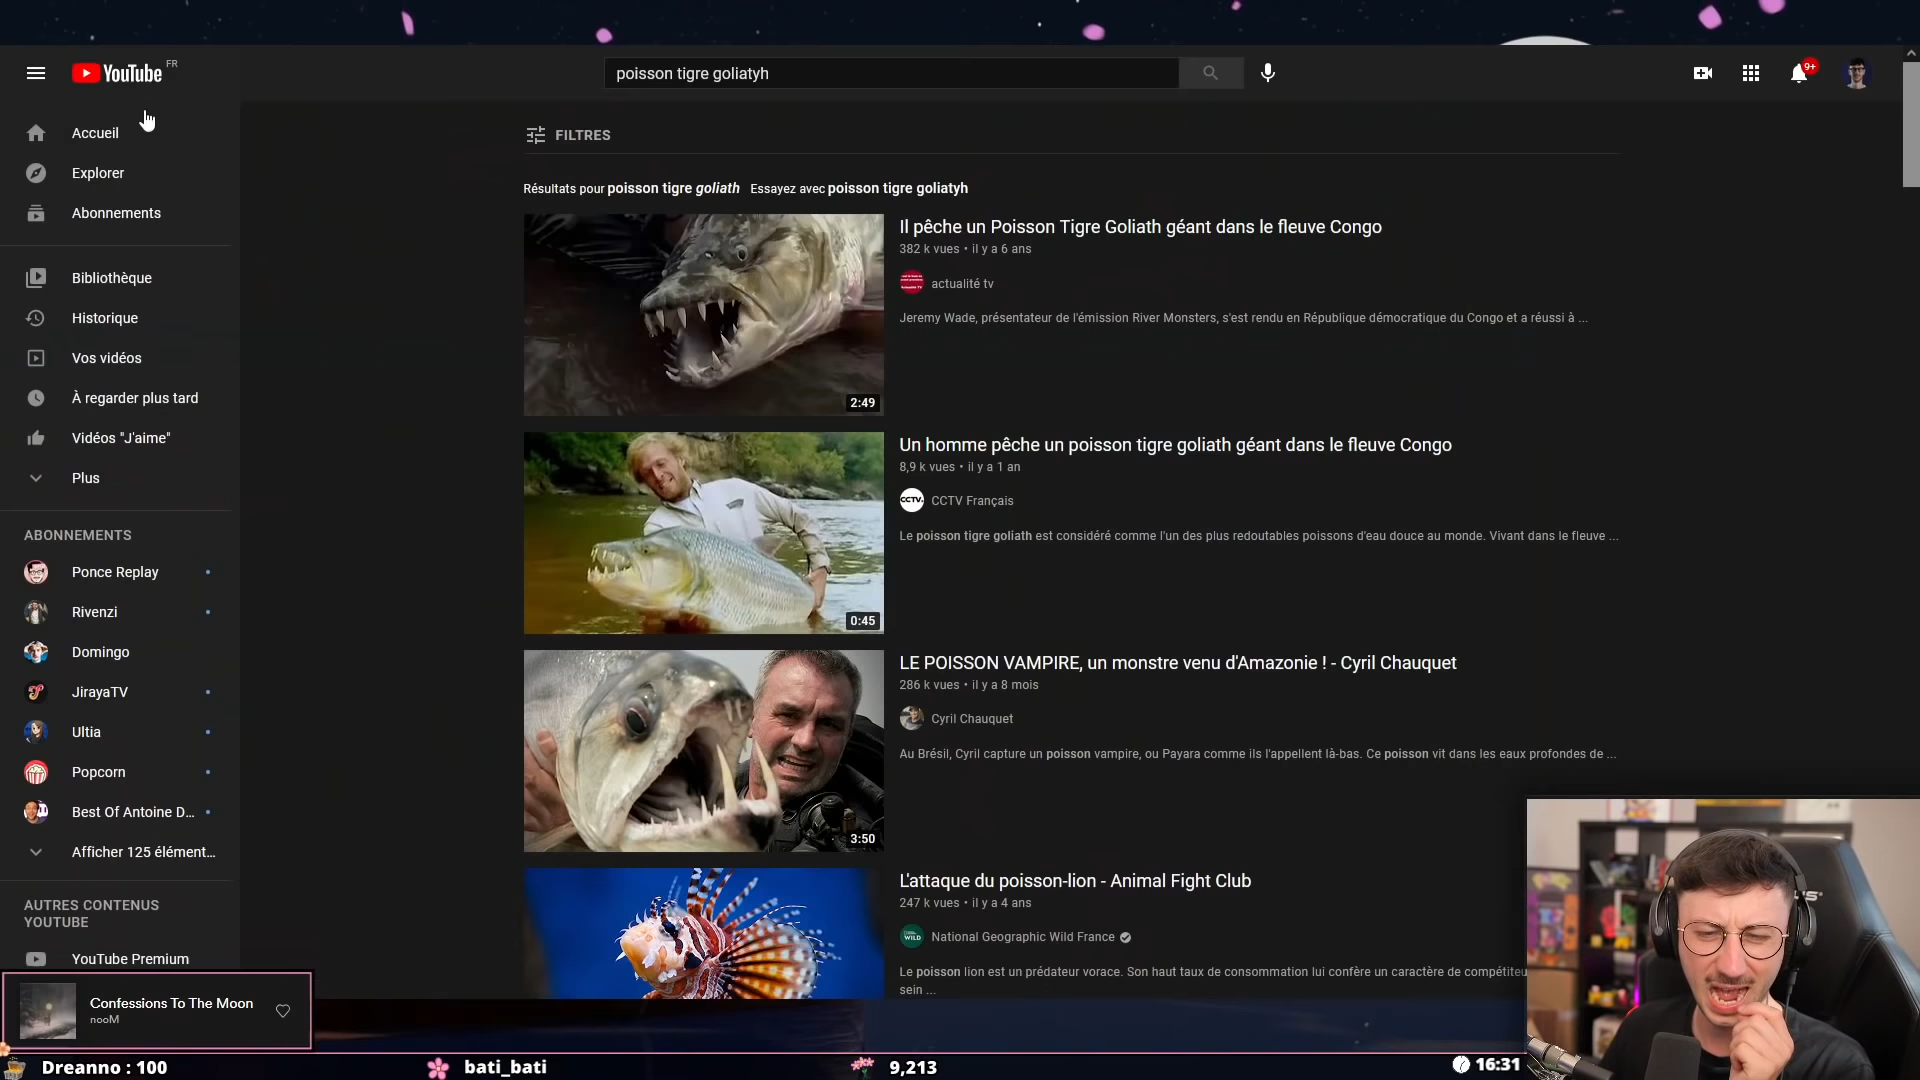 YouTube FR
poisson tigre goliatyh
9+
Accueil
Explorer
Abonnements
Bibliothèque
Historique
Vos vidéos
À regarder plus tard
Vidéos "J'aime"
Plus
ABONNEMENTS
Ponce Replay
Rivenzi
Domingo
JirayaTV
Ultia
Popcorn
Best Of Antoine D...
Afficher 125 élément...
AUTRES CONTENUS
YOUTUBE
YouTube Premium
FILTRES
Résultats pour poisson tigre goliath Essayez avec poisson tigre goliatyh
2:49
Il pêche un Poisson Tigre Goliath géant dans le fleuve Congo
382 k vues • il y a 6 ans
actualité tv
Jeremy Wade, présentateur de l'émission River Monsters, s'est rendu en République démocratique du Congo et a réussi à ...
0:45
Un homme pêche un poisson tigre goliath géant dans le fleuve Congo
8,9 k vues • il y a 1 an
CCTV.
CCTV Français
Le poisson tigre goliath est considéré comme l'un des plus redoutables poissons d'eau douce au monde. Vivant dans le fleuve ...
3:50
LE POISSON VAMPIRE, un monstre venu d'Amazonie ! - Cyril Chauquet
286 k vues • il y a 8 mois
Cyril Chauquet
Au Brésil, Cyril capture un poisson vampire, ou Payara comme ils l'appellent là-bas. Ce poisson vit dans les eaux profondes de ...
L'attaque du poisson-lion - Animal Fight Club
247 k vues • il y a 4 ans
WILD
National Geographic Wild France
Le poisson lion est un prédateur vorace. Son haut taux de consommation lui confère un caractère de compétiteu
sein ...
Confessions To The Moon
nooM
Dreanno : 100
bati_bati
9,213
16:31